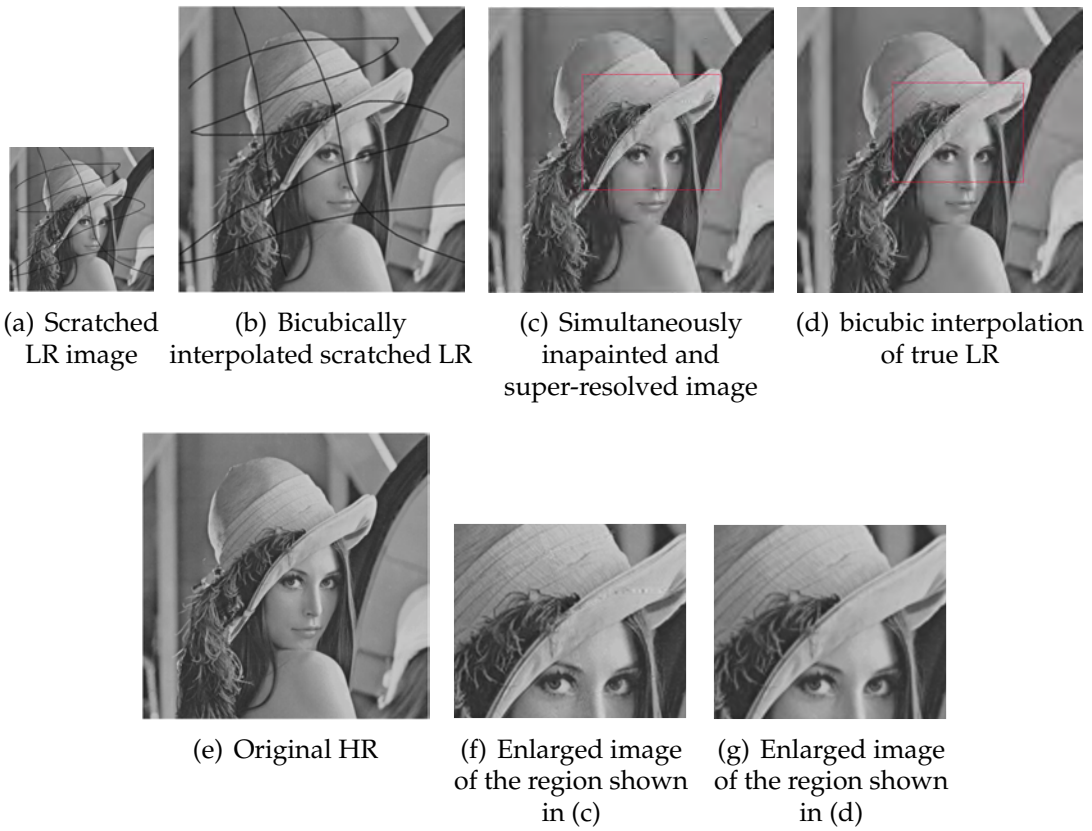 (a) Scratched
LR image
(b) Bicubically
interpolated scratched LR
(c) Simultaneously
inapainted and
super-resolved image
(d) bicubic interpolation
of true LR
(e) Original HR
(f) Enlarged image
of the region shown
in (c)
(g) Enlarged image
of the region shown
in (d)